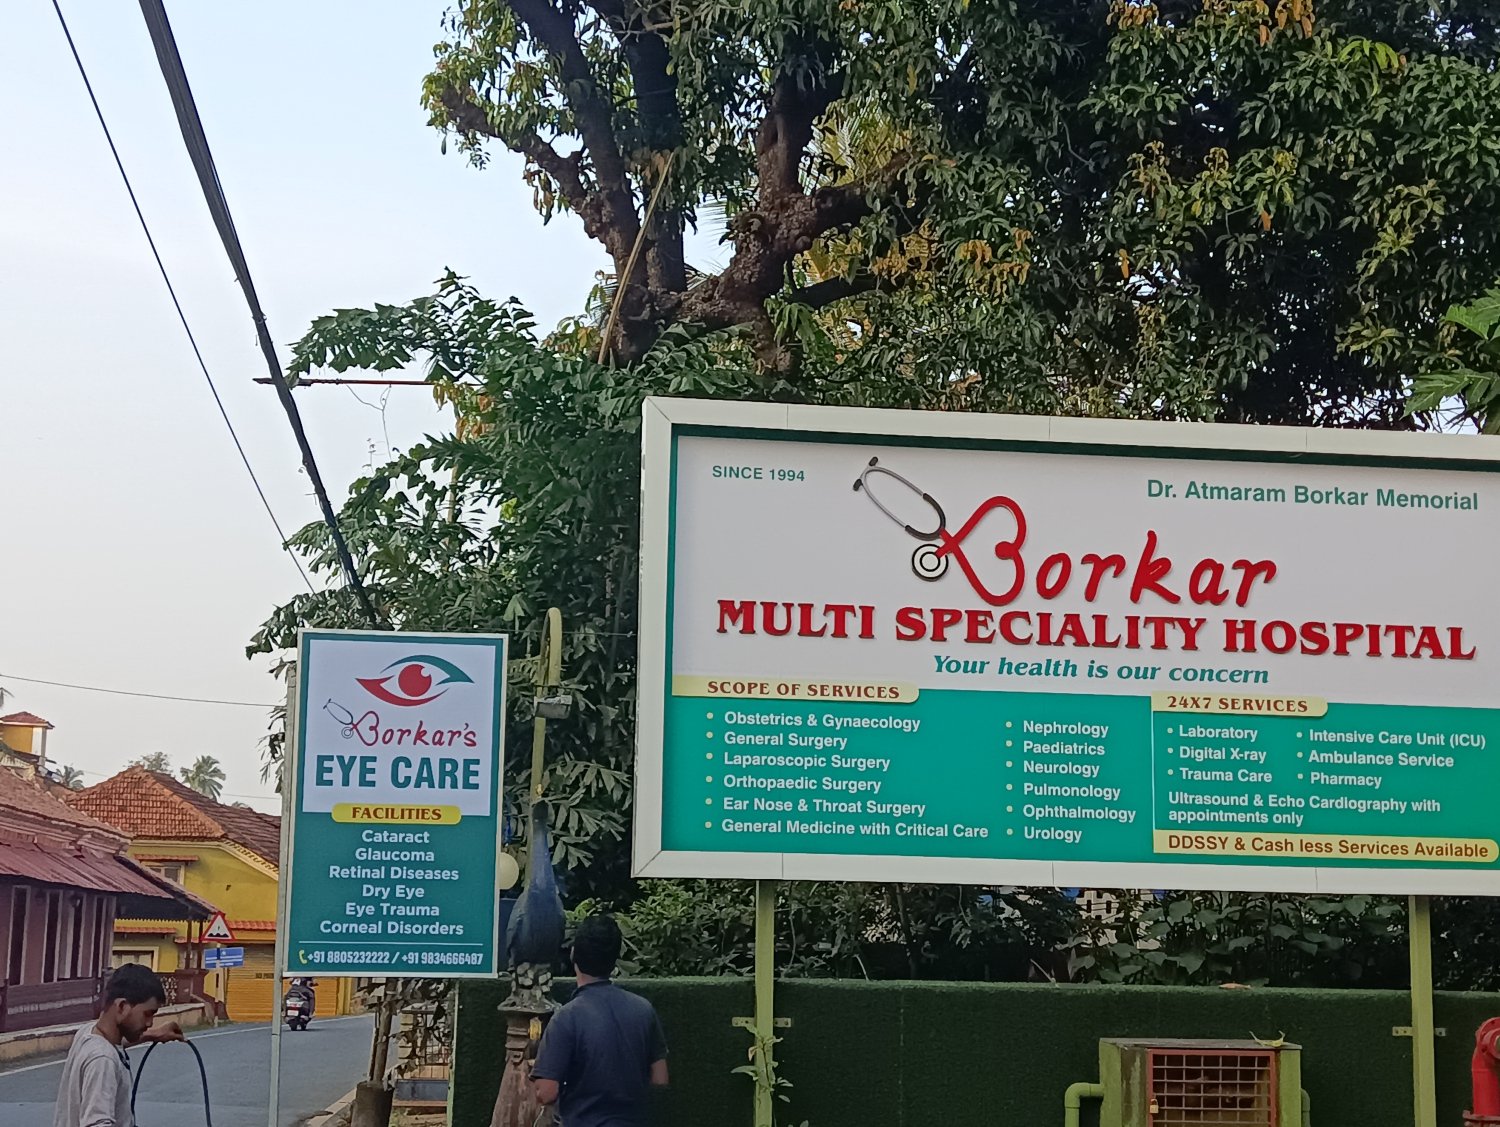 Borkar's
EYE CARE
FACILITIES
Cataract
Glaucoma
Retinal Diseases
Dry Eye
Eye Trauma
Corneal Disorders
+91 8805232222 / +91 9834666487
SINCE 1994
Dr. Atmaram Borkar Memorial
Borkar
MULTI SPECIALITY HOSPITAL
Your health is our concern
SCOPE OF SERVICES
• Obstetrics & Gynaecology
• General Surgery
• Laparoscopic Surgery
• Orthopaedic Surgery
• Ear Nose & Throat Surgery
• General Medicine with Critical Care
• Nephrology
• Paediatrics
• Neurology
• Pulmonology
• Ophthalmology
• Urology
24X7 SERVICES
• Laboratory
• Digital X-ray
• Trauma Care
• Intensive Care Unit (ICU)
• Ambulance Service
• Pharmacy
Ultrasound & Echo Cardiography with
appointments only
DDSSY & Cash less Services Available